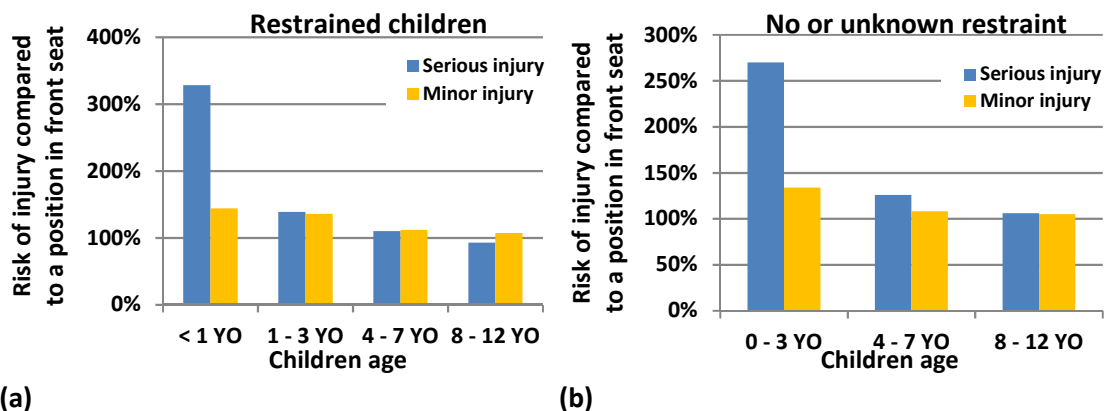 Restrained children
Risk of injury compared
to a position in front seat
400%
300%
200%
100%
0%
Serious injury
Minor injury
< 1 YO 1 - 3 YO 4 - 7 YO 8 - 12 YO
Children age
(a)
No or unknown restraint
Risk of injury compared
to a position in front seat
300%
250%
200%
150%
100%
50%
0%
Serious injury
Minor injury
0 - 3 YO 4 - 7 YO 8 - 12 YO
Children age
(b)